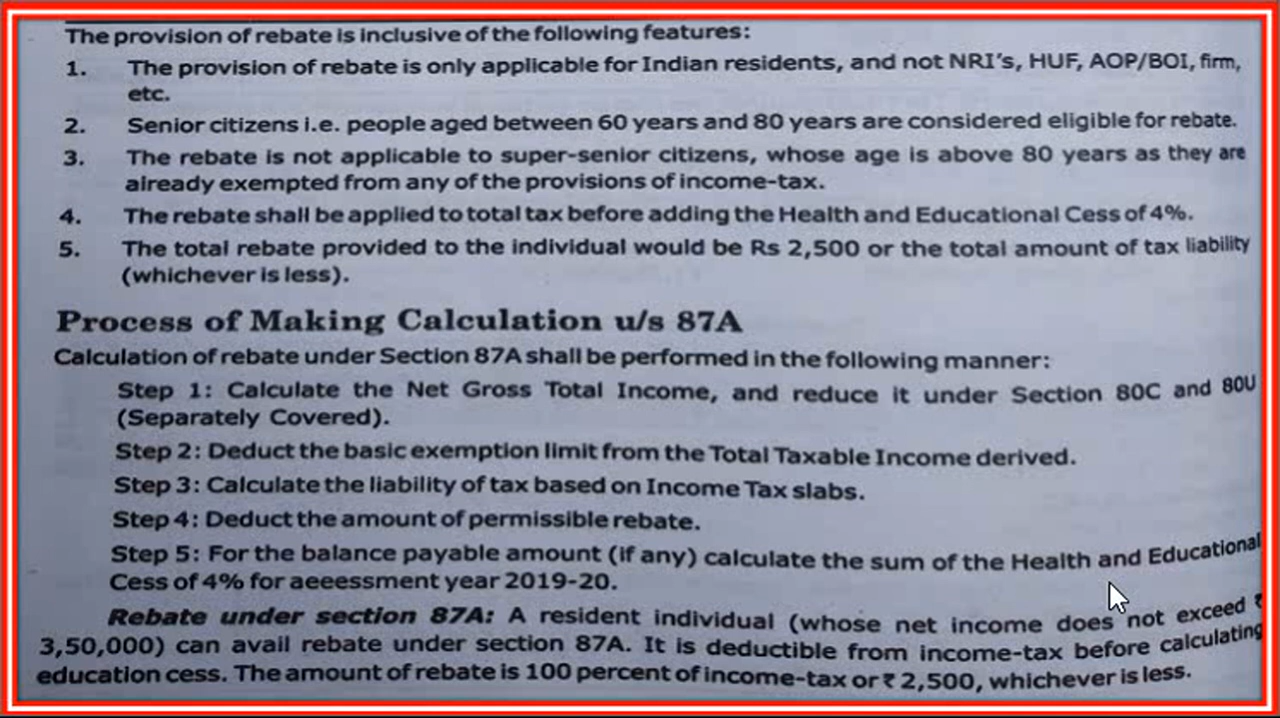 The provision of rebate is inclusive of the following features:
1. The provision of rebate is only applicable for Indian residents, and not NRI's, HUF, AOP/BOI, firm,
etc.
2. Senior citizens i.e. people aged between 60 years and 80 years are considered eligible for rebate.
3. The rebate is not applicable to super-senior citizens, whose age is above 80 years as they are
already exempted from any of the provisions of income-tax.
4. The rebate shall be applied to total tax before adding the Health and Educational Cess of 4%.
5. The total rebate provided to the individual would be Rs 2,500 or the total amount of tax liability
(whichever is less).
Process of Making Calculation u/s 87A
Calculation of rebate under Section 87A shall be performed in the following manner:
Step 1: Calculate the Net Gross Total Income, and reduce it under Section 80C and 80U
(Separately Covered).
Step 2: Deduct the basic exemption limit from the Total Taxable Income derived.
Step 3: Calculate the liability of tax based on Income Tax slabs.
Step 4: Deduct the amount of permissible rebate.
Step 5: For the balance payable amount (if any) calculate the sum of the Health and Educational
Cess of 4% for aeeessment year 2019-20.
Rebate under section 87A: A resident individual (whose net income does not exceed ₹
3,50,000) can avail rebate under section 87A. It is deductible from income-tax before calculating
education cess. The amount of rebate is 100 percent of income-tax or ₹ 2,500, whichever is less.